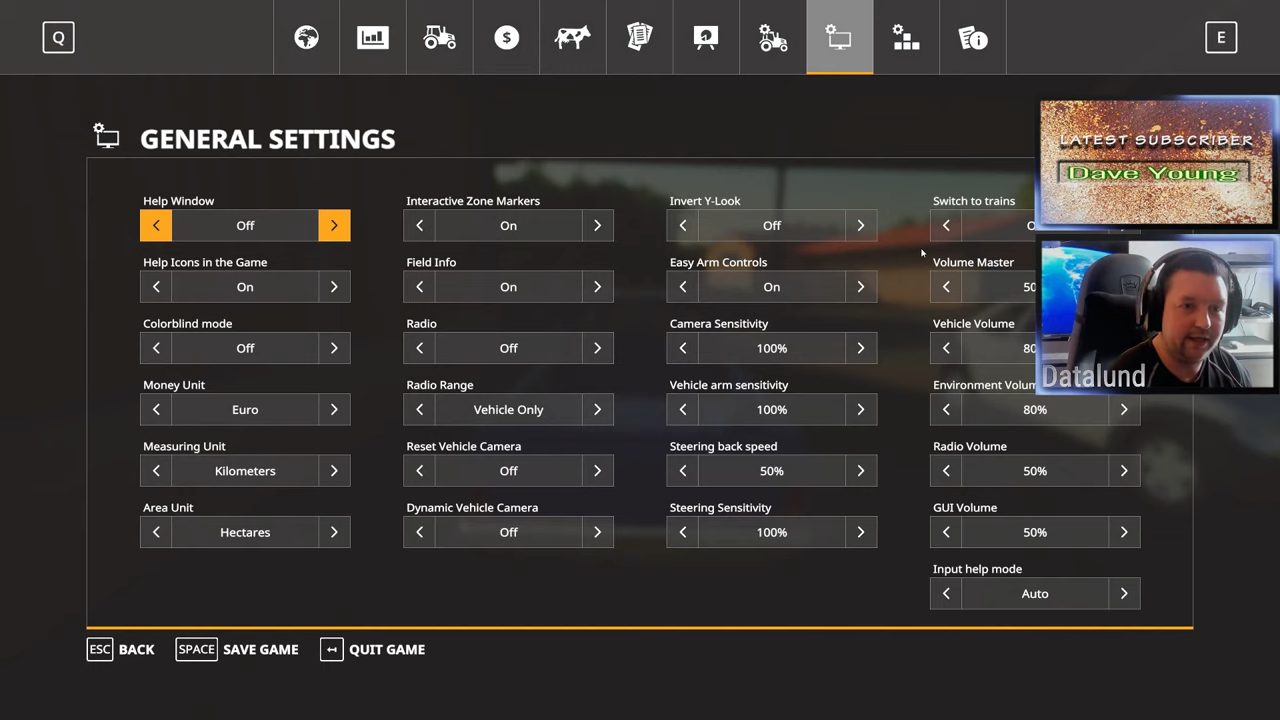 Q
$
E
GENERAL SETTINGS
LATEST SUBSCRIBER
Dave Young
Help Window
Off
Help Icons in the Game
On
Colorblind mode
Off
Money Unit
Euro
Measuring Unit
Kilometers
Area Unit
Hectares
Interactive Zone Markers
On
Field Info
On
Radio
Off
Radio Range
Vehicle Only
Reset Vehicle Camera
Off
Dynamic Vehicle Camera
Off
Invert Y-Look
Off
Easy Arm Controls
On
Camera Sensitivity
100%
Vehicle arm sensitivity
100%
Steering back speed
50%
Steering Sensitivity
100%
Switch to trains
Volume Master
50
Vehicle Volume
80
Environment Volum
80%
Radio Volume
50%
GUI Volume
50%
Input help mode
Auto
Datalund
ESC BACK SPACE SAVE GAME QUIT GAME